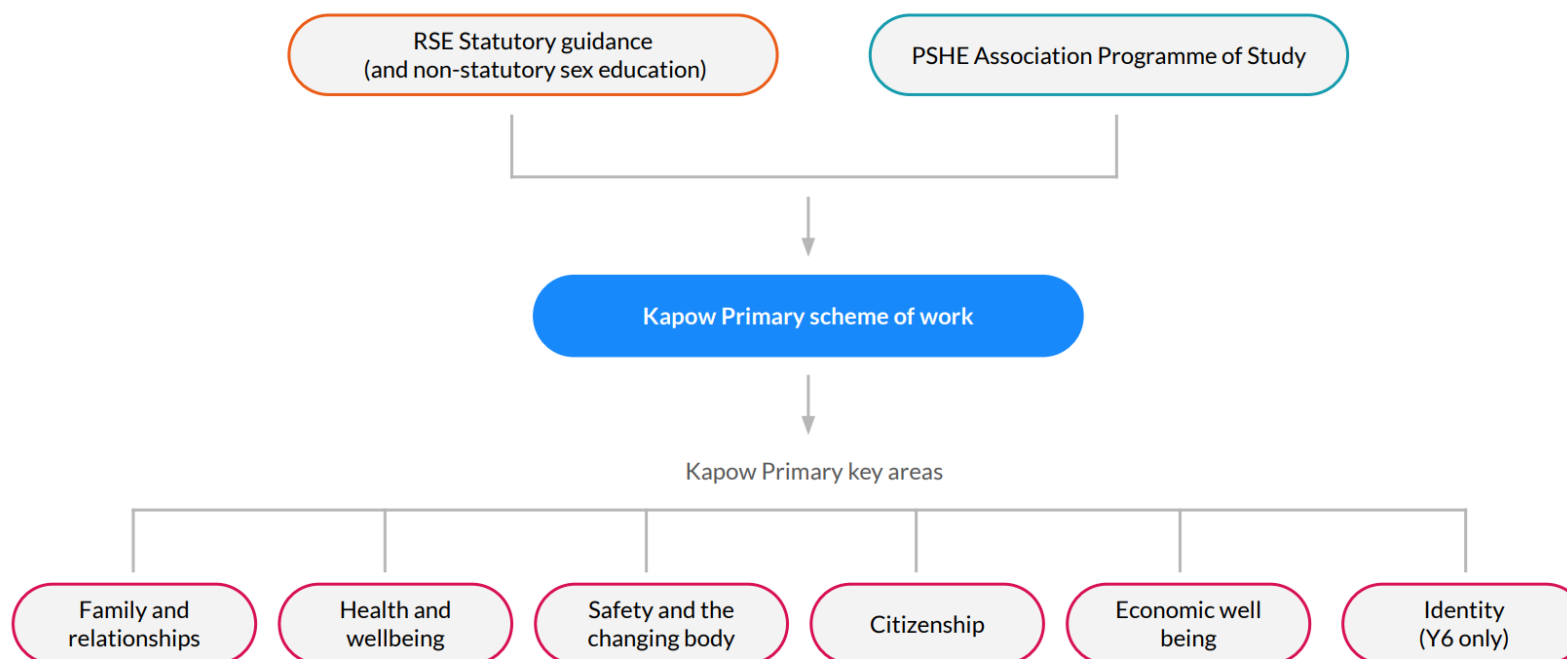 RSE Statutory guidance
(and non-statutory sex education)
PSHE Association Programme of Study
Kapow Primary scheme of work
Kapow Primary key areas
Family and
relationships
Health and
wellbeing
Safety and the
changing body
Citizenship
Economic well
being
Identity
(Y6 only)